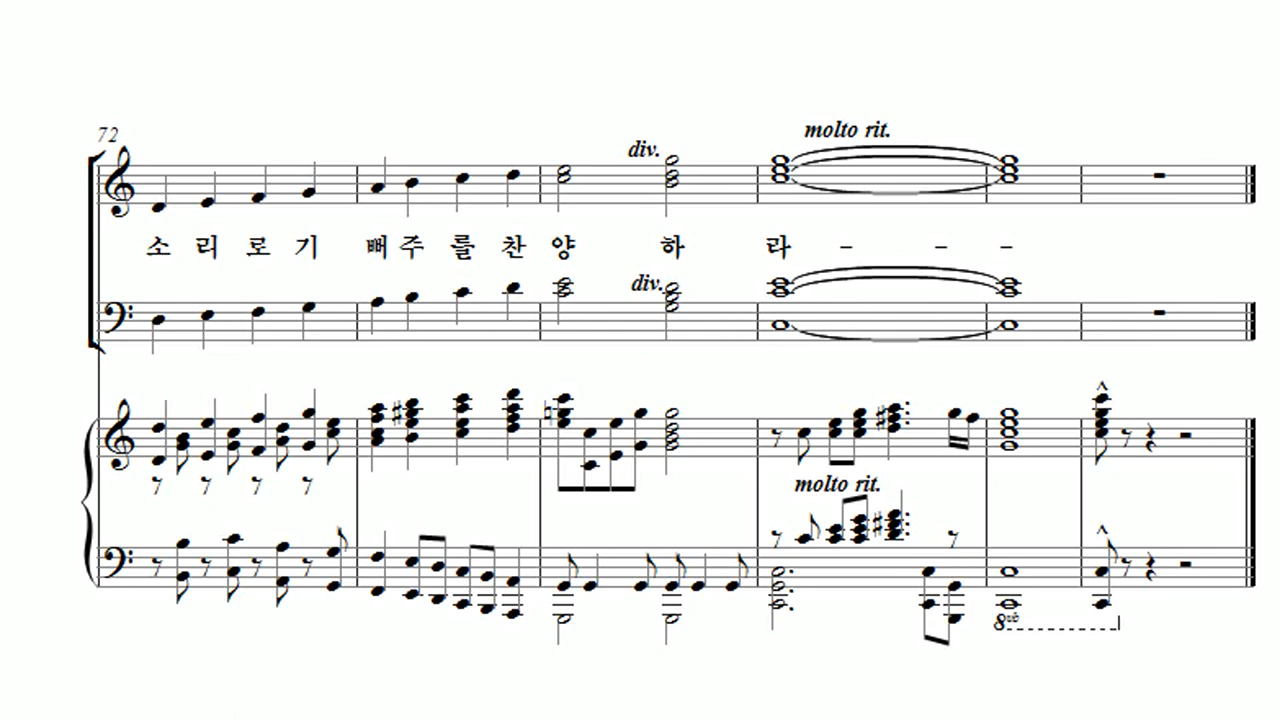 72
molto rit.
div.
소 리 로 기 뻐 주 를 찬 양 하 라 - - -
div.
molto rit.
8vb